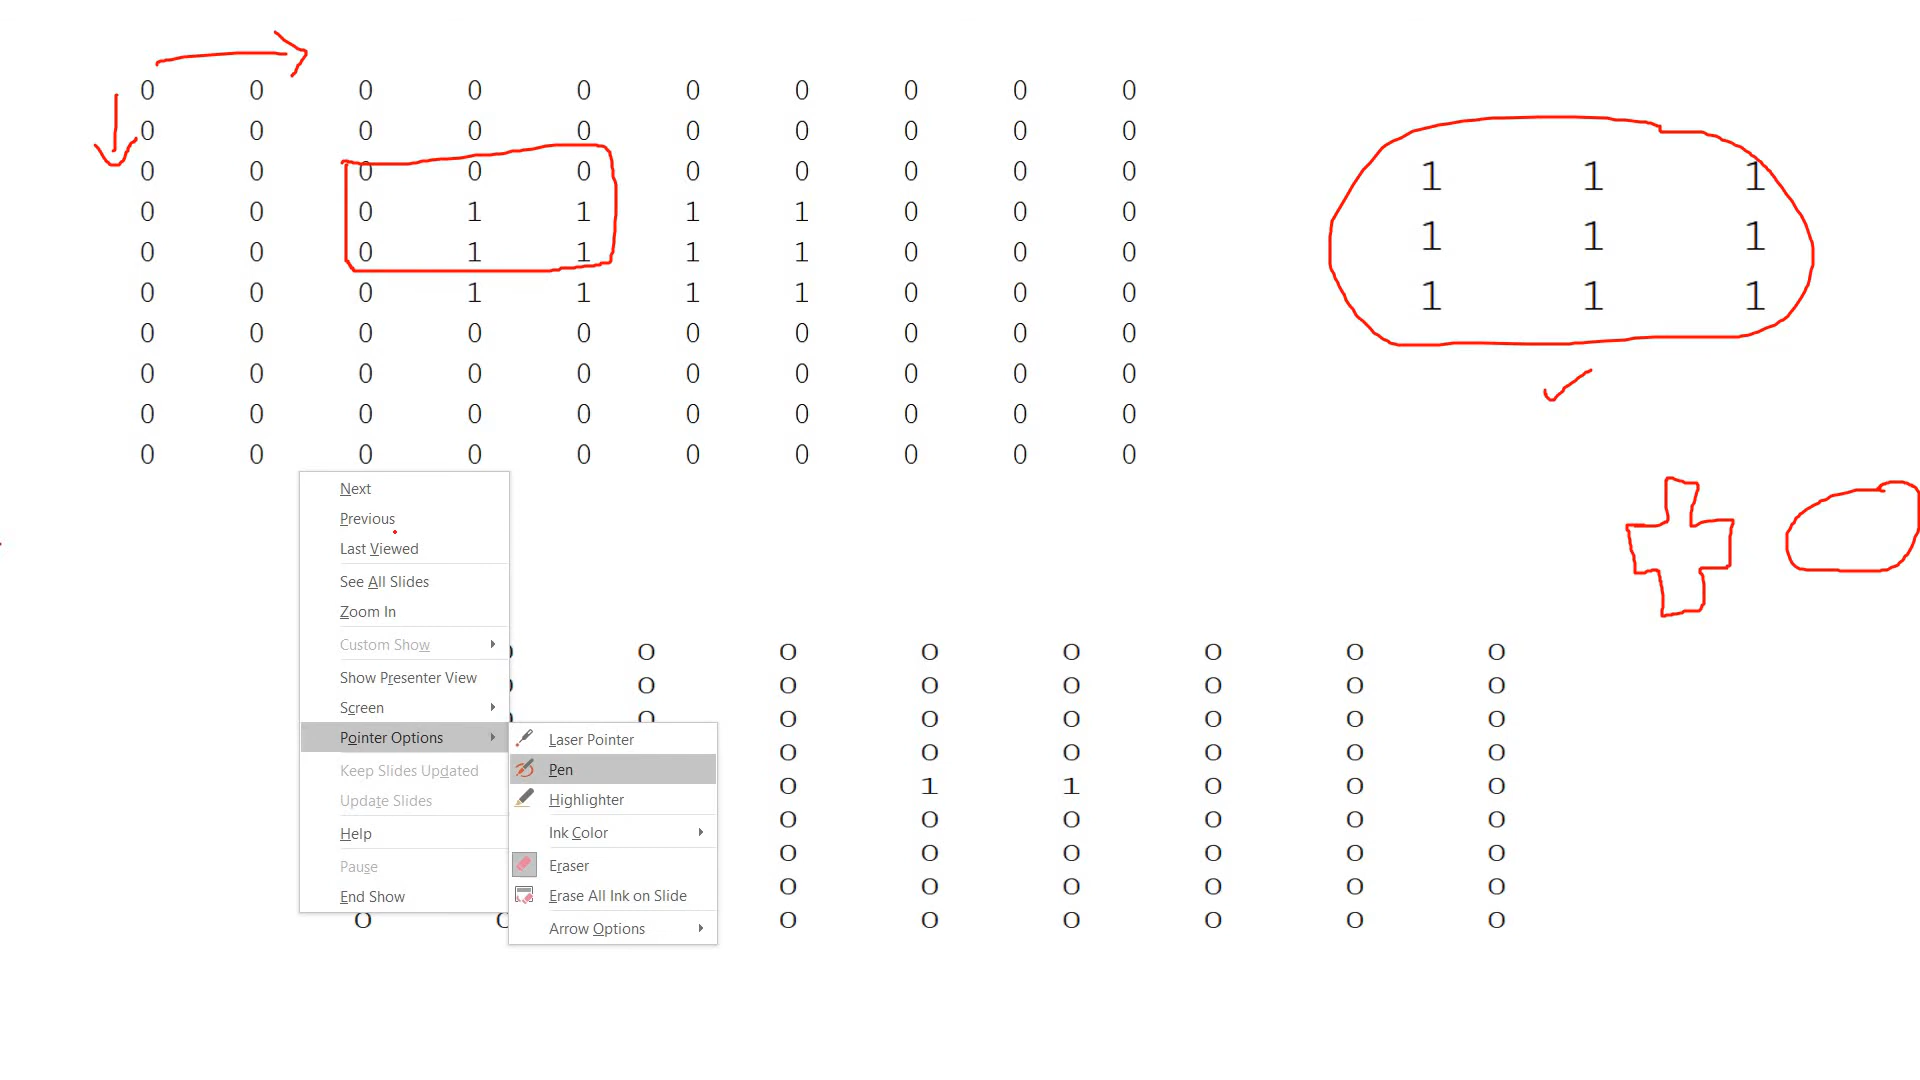 0 0 0 0 0 0 0 0 0 0
0 0 0 0 0 0 0 0 0 0
0 0 0 0 0 0 0 0 0 0
0 0 0 1 1 1 1 0 0 0
0 0 0 1 1 1 1 0 0 0
0 0 0 1 1 1 1 0 0 0
0 0 0 0 0 0 0 0 0 0
0 0 0 0 0 0 0 0 0 0
0 0 0 0 0 0 0 0 0 0
0 0 0 0 0 0 0 0 0 0
1 1 1
1 1 1
1 1 1
Next
Previous
Last Viewed
See All Slides
Zoom In
Custom Show
Show Presenter View
Screen
Pointer Options
Keep Slides Updated
Update Slides
Help
Pause
End Show
Laser Pointer
Pen
Highlighter
Ink Color
Eraser
Erase All Ink on Slide
Arrow Options
0 0 0 0 0 0 0
0 0 0 0 0 0 0
0 0 0 0 0 0 0
0 0 0 0 0 0
0 1 1 0 0 0
0 0 0 0 0 0
0 0 0 0 0 0
0 0 0 0 0 0
0 0 0 0 0 0 0 0